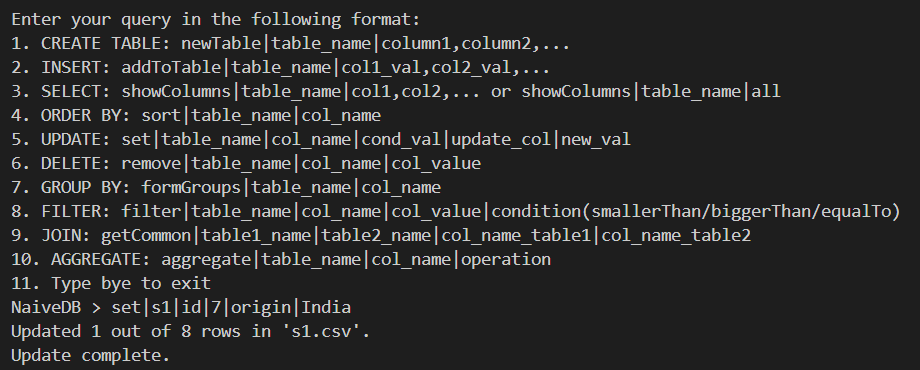 Enter your query in the following format:
1. CREATE TABLE: newTable|table_name|column1,column2,...
2. INSERT: addToTable|table_name|col1_val,col2_val,...
3. SELECT: showColumns|table_name|col1,col2,... or showColumns|table_name|all
4. ORDER BY: sort|table_name|col_name
5. UPDATE: set|table_name|col_name|cond_val|update_col|new_val
6. DELETE: remove|table_name|col_name|col_value
7. GROUP BY: formGroups|table_name|col_name
8. FILTER: filter|table_name|col_name|col_value|condition(smallerThan/biggerThan/equalTo)
9. JOIN: getCommon|table1_name|table2_name|col_name_table1|col_name_table2
10. AGGREGATE: aggregate|table_name|col_name|operation
11. Type bye to exit
NaiveDB > set|s1|id|7|origin|India
Updated 1 out of 8 rows in 's1.csv'.
Update complete.